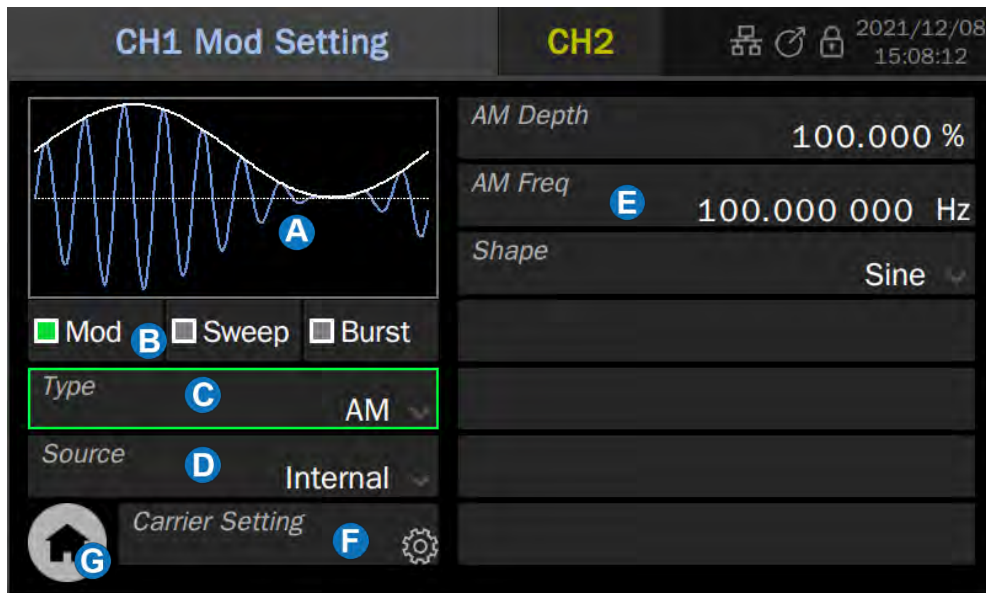 CH1 Mod Setting
CH2
2021/12/08
15:08:12
A
Mod
B
Sweep
Burst
Type
C
AM
Source
D
Internal
Carrier Setting
F
G
AM Depth
100.000 %
AM Freq
E
100.000 000 Hz
Shape
Sine